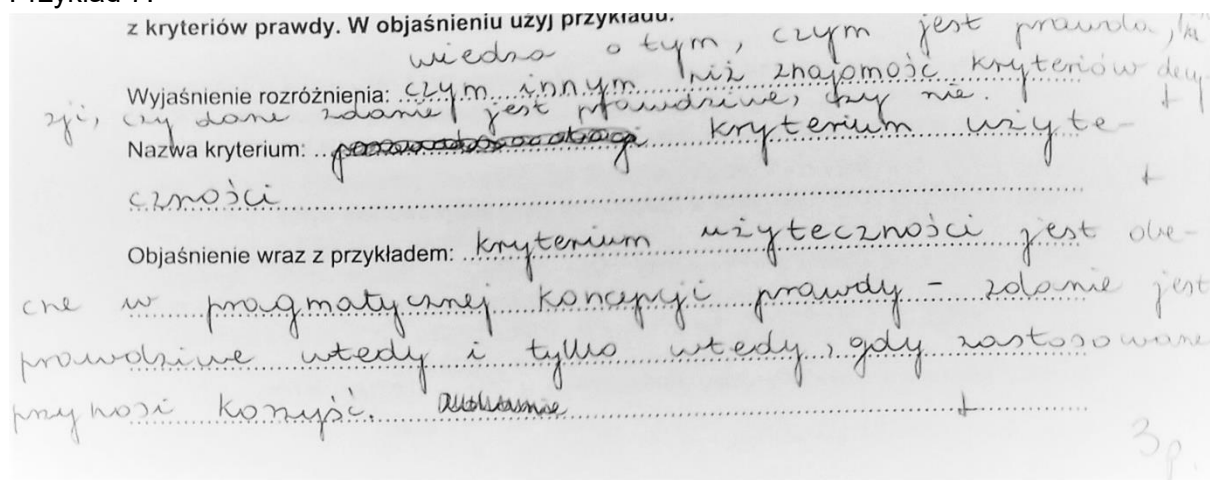 z kryteriów prawdy. W objaśnieniu użyj przykładu.
wiedza o tym, czym jest prawda,
Wyjaśnienie rozróżnienia: czym innym niż znajomość kryteriów decy-
zji, czy dane zdanie jest prawdziwe, czy nie. +
Nazwa kryterium: kryterium użyte-
czności +
Objaśnienie wraz z przykładem: kryterium użyteczności jest obe-
cne w pragmatycznej koncepcji prawdy - zdanie jest
prawdziwe wtedy i tylko wtedy, gdy zastosowane
przynosi korzyść. +
3p.